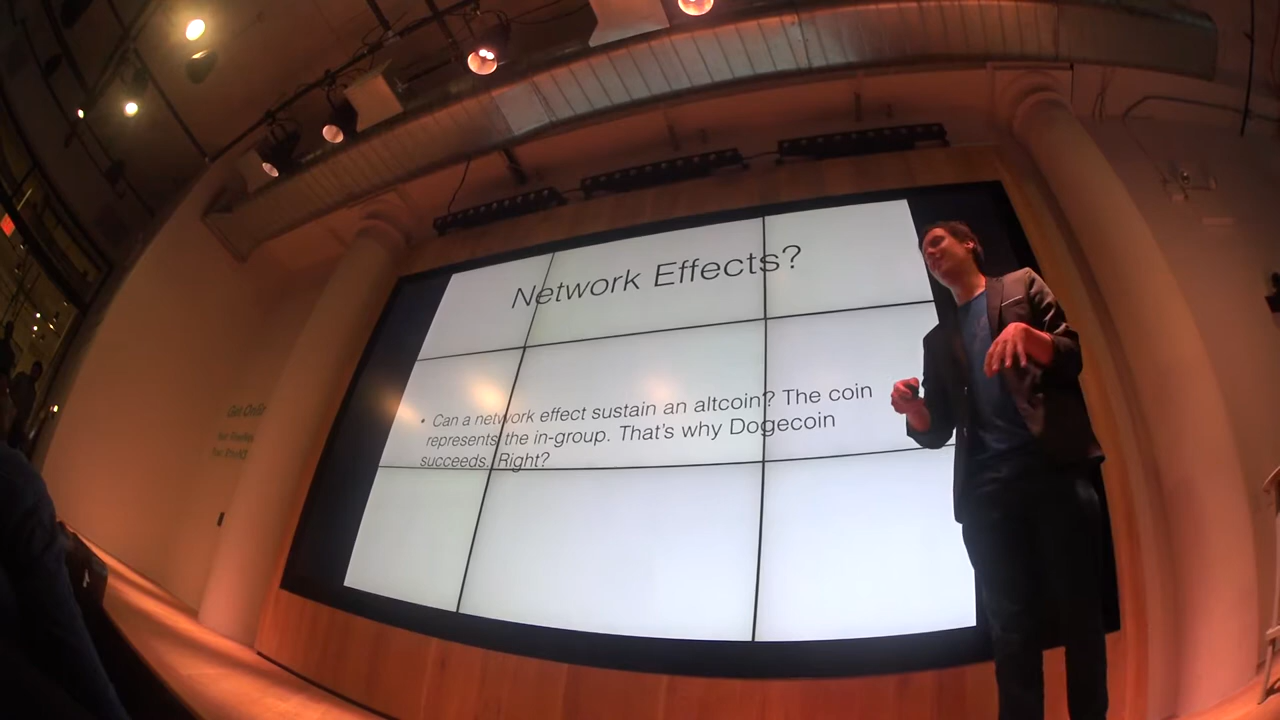 Network Effects?
• Can a network effect sustain an altcoin? The coin
represents the in-group. That's why Dogecoin
succeeds. Right?